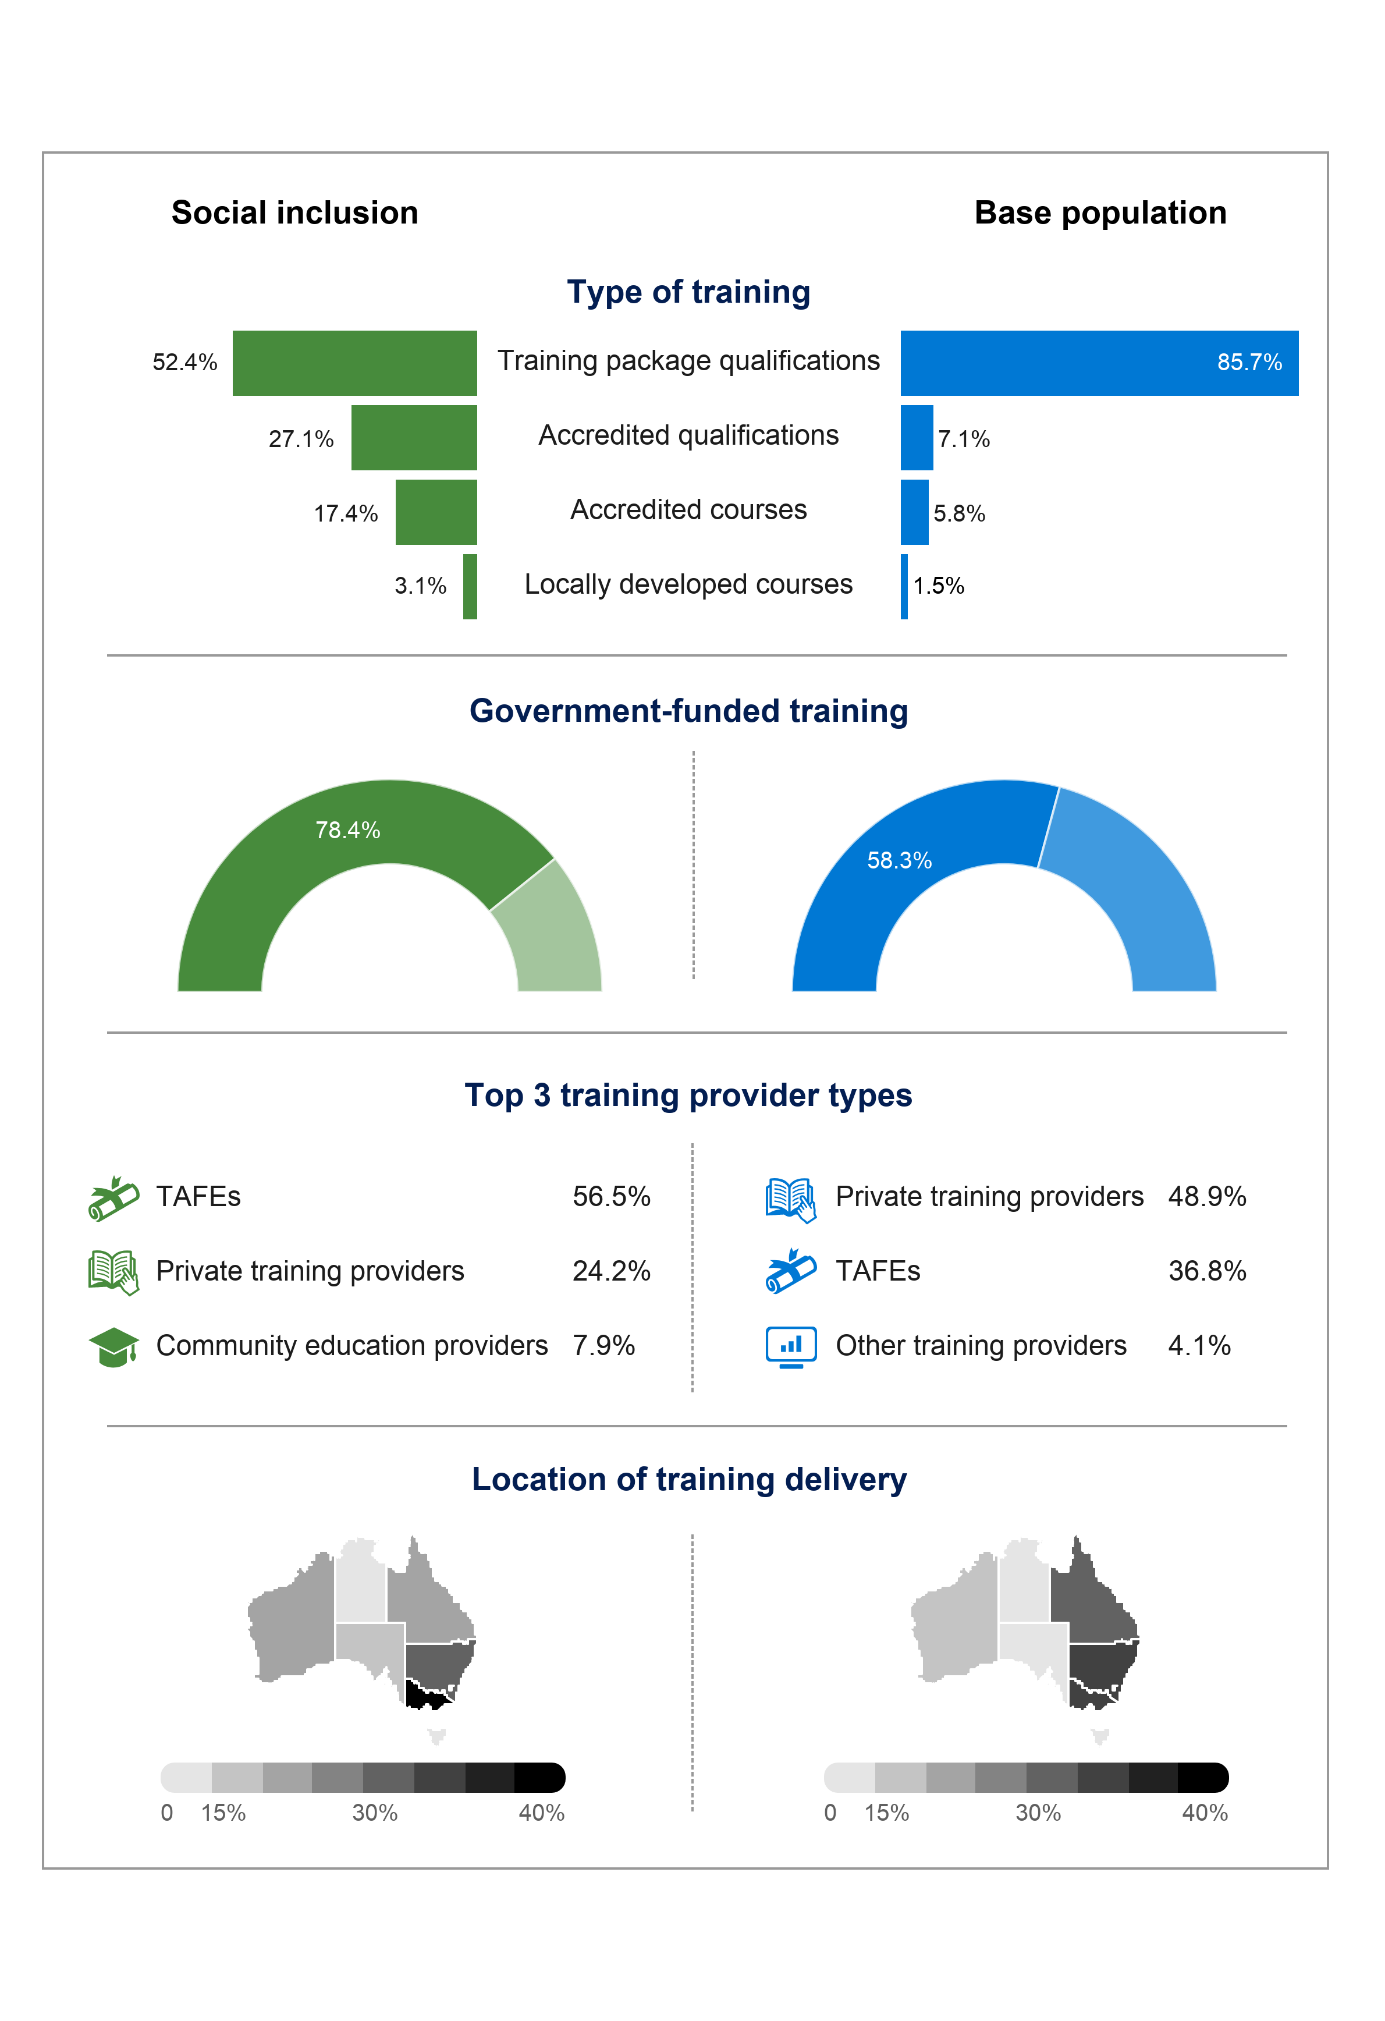 Social inclusion
Base population
Type of training
52.4%
Training package qualifications
85.7%
27.1%
Accredited qualifications
7.1%
17.4%
Accredited courses
5.8%
3.1%
Locally developed courses
1.5%
Government-funded training
78.4%
58.3%
Top 3 training provider types
TAFEs 56.5%
Private training providers 24.2%
Community education providers 7.9%
Private training providers 48.9%
TAFEs 36.8%
Other training providers 4.1%
Location of training delivery
0 15% 30% 40%
0 15% 30% 40%